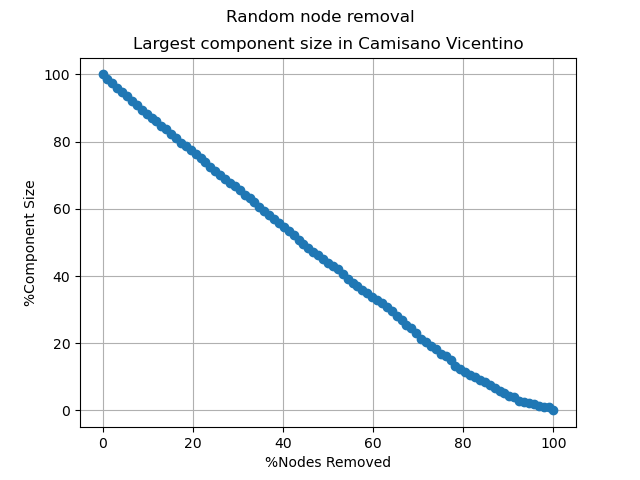 Random node removal
Largest component size in Camisano Vicentino
100
80
60
40
20
0
%Component Size
0 20 40 60 80 100
%Nodes Removed